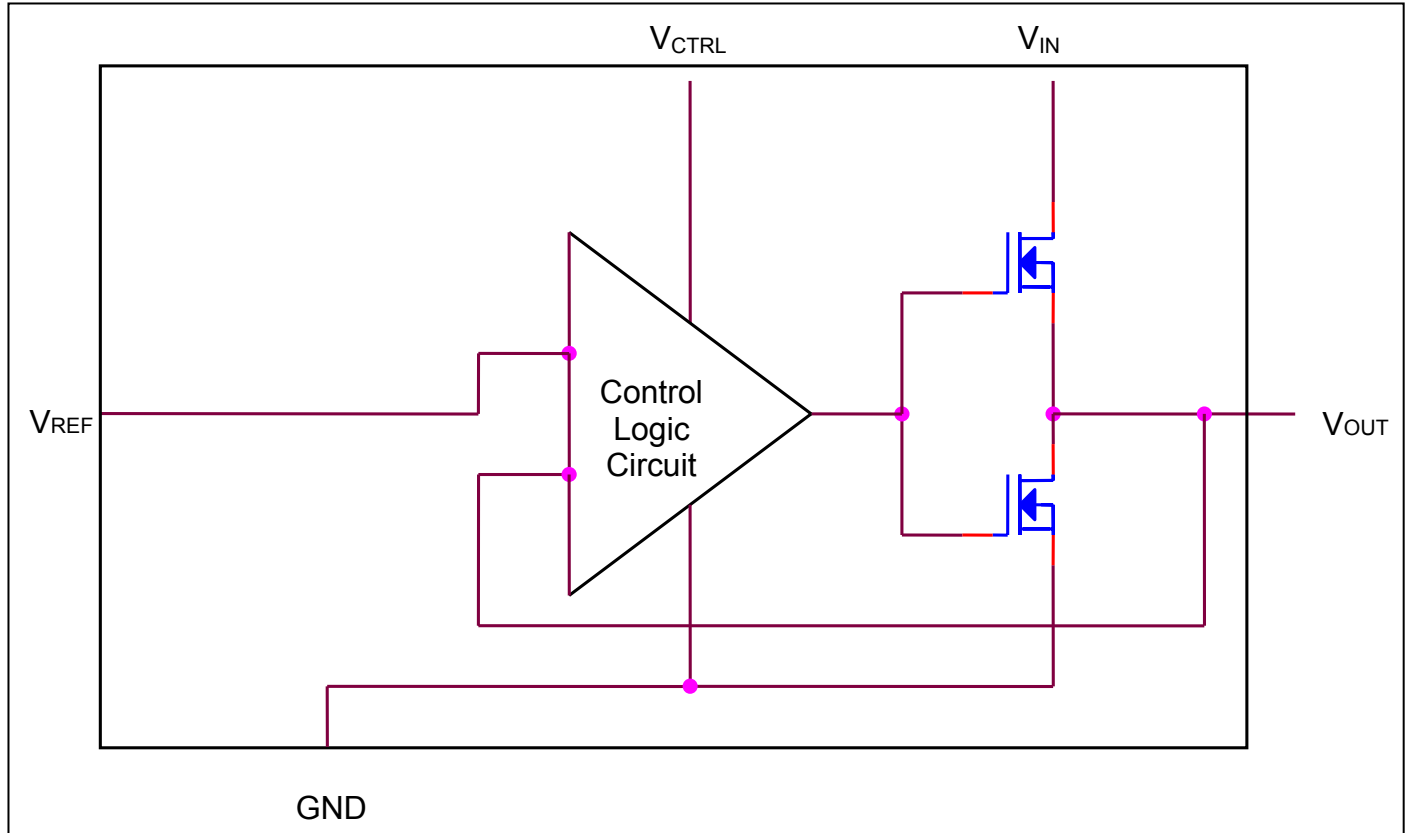 VCTRL
VIN
VREF
Control
Logic
Circuit
VOUT
GND